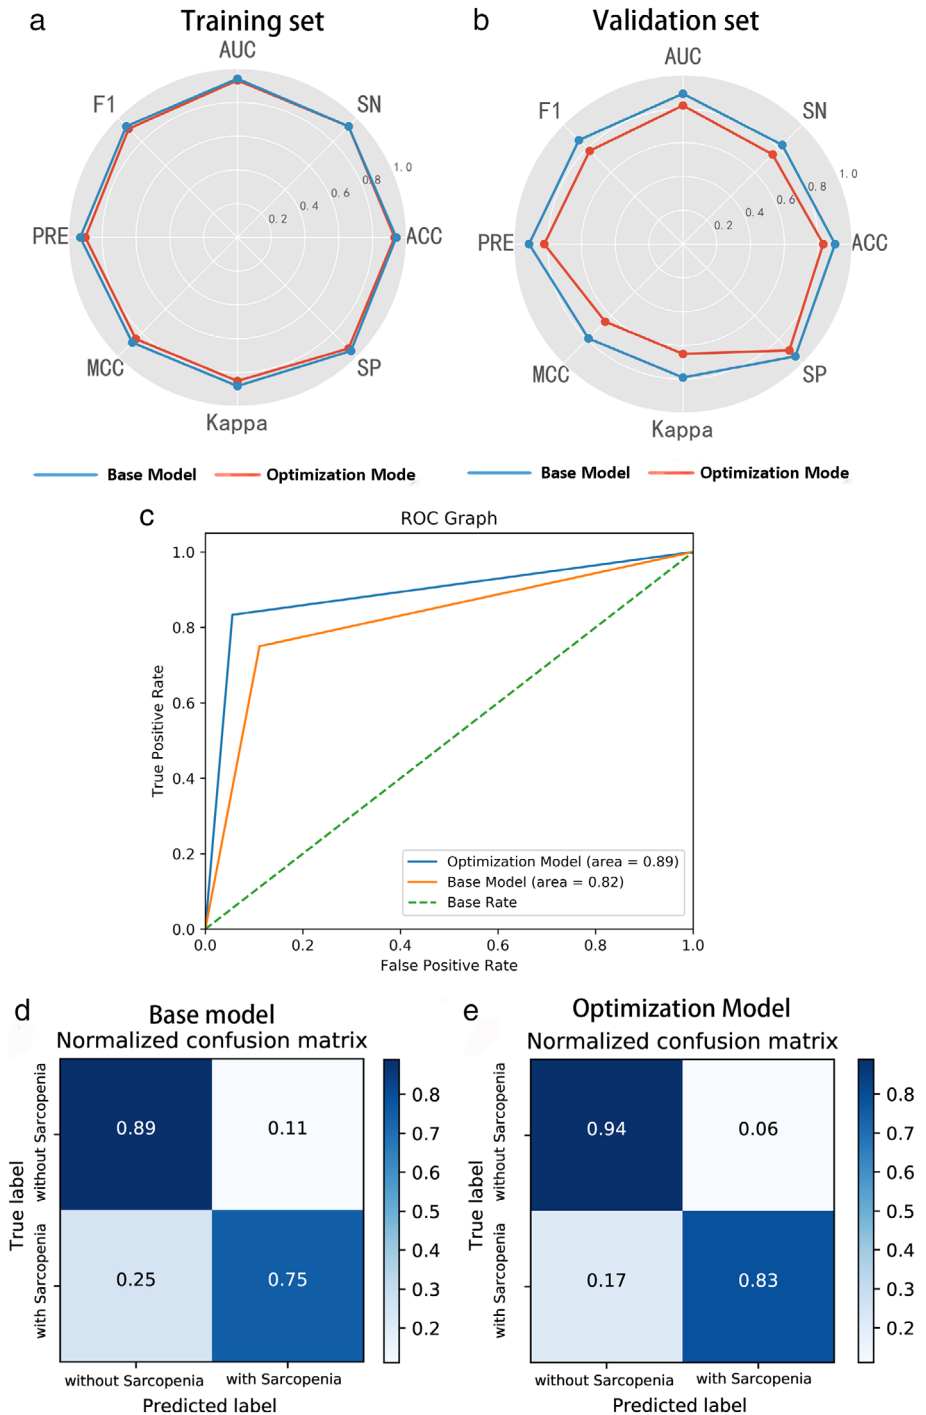 a Training set
AUC
F1
SN
1.0
0.8
0.6
0.4
0.2
PRE
ACC
MCC
SP
Kappa
Base Model Optimization Mode
b Validation set
AUC
F1
SN
1.0
0.8
0.6
0.4
0.2
PRE
ACC
MCC
SP
Kappa
Base Model Optimization Mode
c
ROC Graph
True Positive Rate
1.0
0.8
0.6
0.4
0.2
0.0
0.0 0.2 0.4 0.6 0.8 1.0
False Positive Rate
Optimization Model (area = 0.89)
Base Model (area = 0.82)
Base Rate
d Base model
Normalized confusion matrix
True label
without Sarcopenia
with Sarcopenia
0.89 0.11
0.25 0.75
without Sarcopenia with Sarcopenia
Predicted label
0.8
0.7
0.6
0.5
0.4
0.3
0.2
e Optimization Model
Normalized confusion matrix
True label
without Sarcopenia
with Sarcopenia
0.94 0.06
0.17 0.83
without Sarcopenia with Sarcopenia
Predicted label
0.8
0.7
0.6
0.5
0.4
0.3
0.2